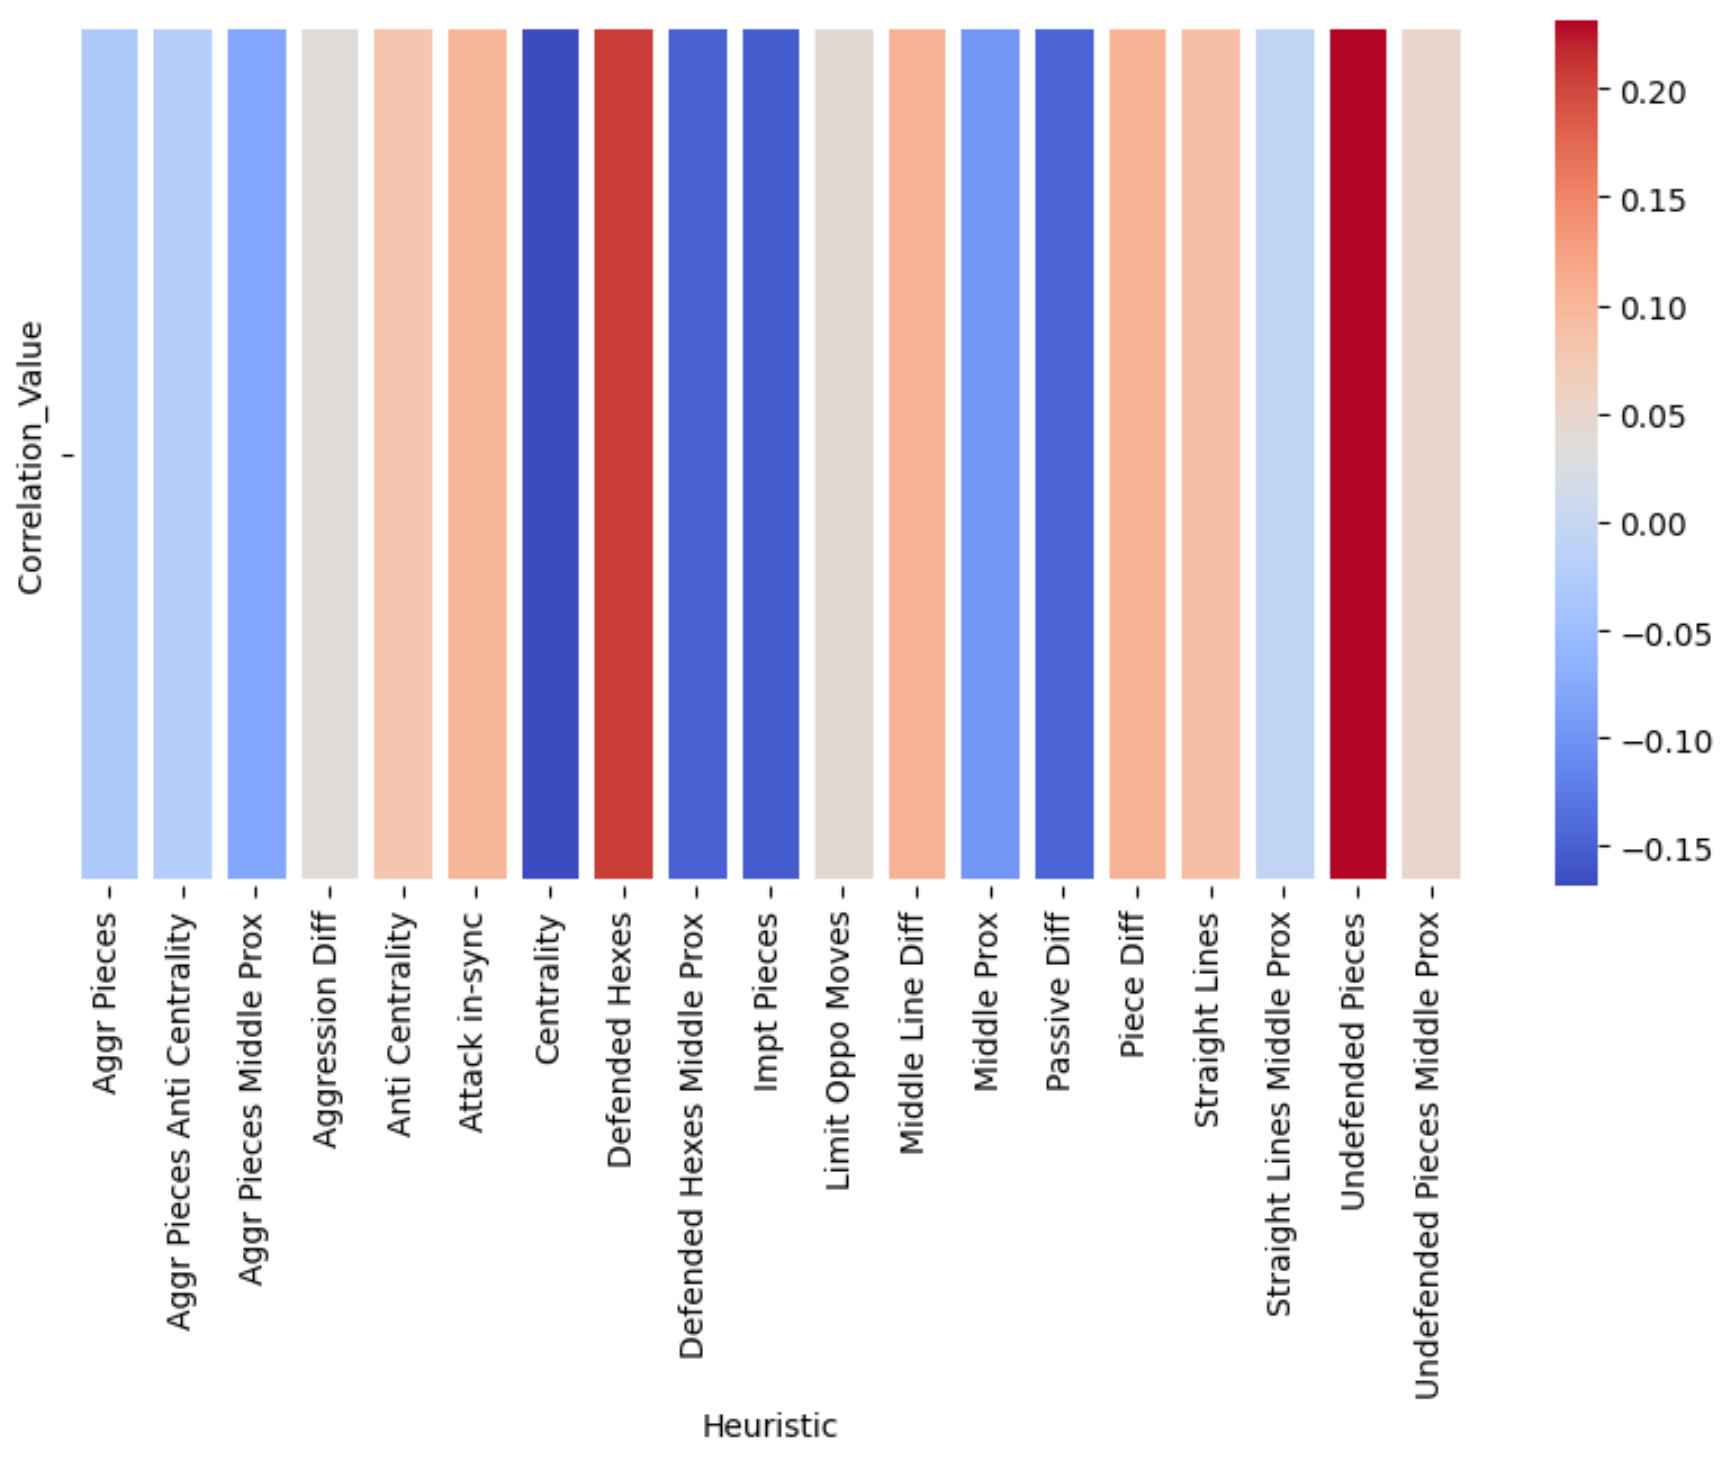 Correlation_Value
Aggr Pieces
Aggr Pieces Anti Centrality
Aggr Pieces Middle Prox
Aggression Diff
Anti Centrality
Attack in-sync
Centrality
Defended Hexes
Defended Hexes Middle Prox
Impt Pieces
Limit Oppo Moves
Middle Line Diff
Middle Prox
Passive Diff
Piece Diff
Straight Lines
Straight Lines Middle Prox
Undefended Pieces
Undefended Pieces Middle Prox
Heuristic
0.20
0.15
0.10
0.05
0.00
−0.05
−0.10
−0.15